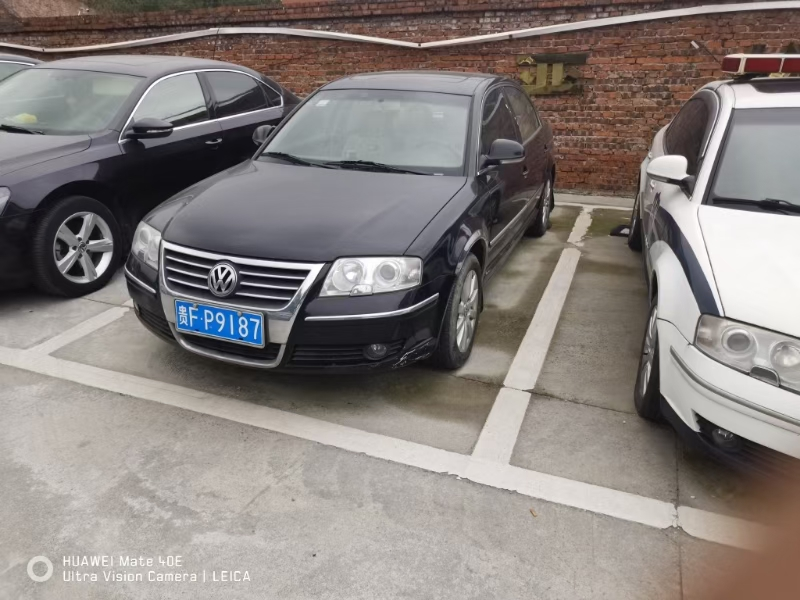 贵F·P9187
HUAWEI Mate 40E
Ultra Vision Camera | LEICA